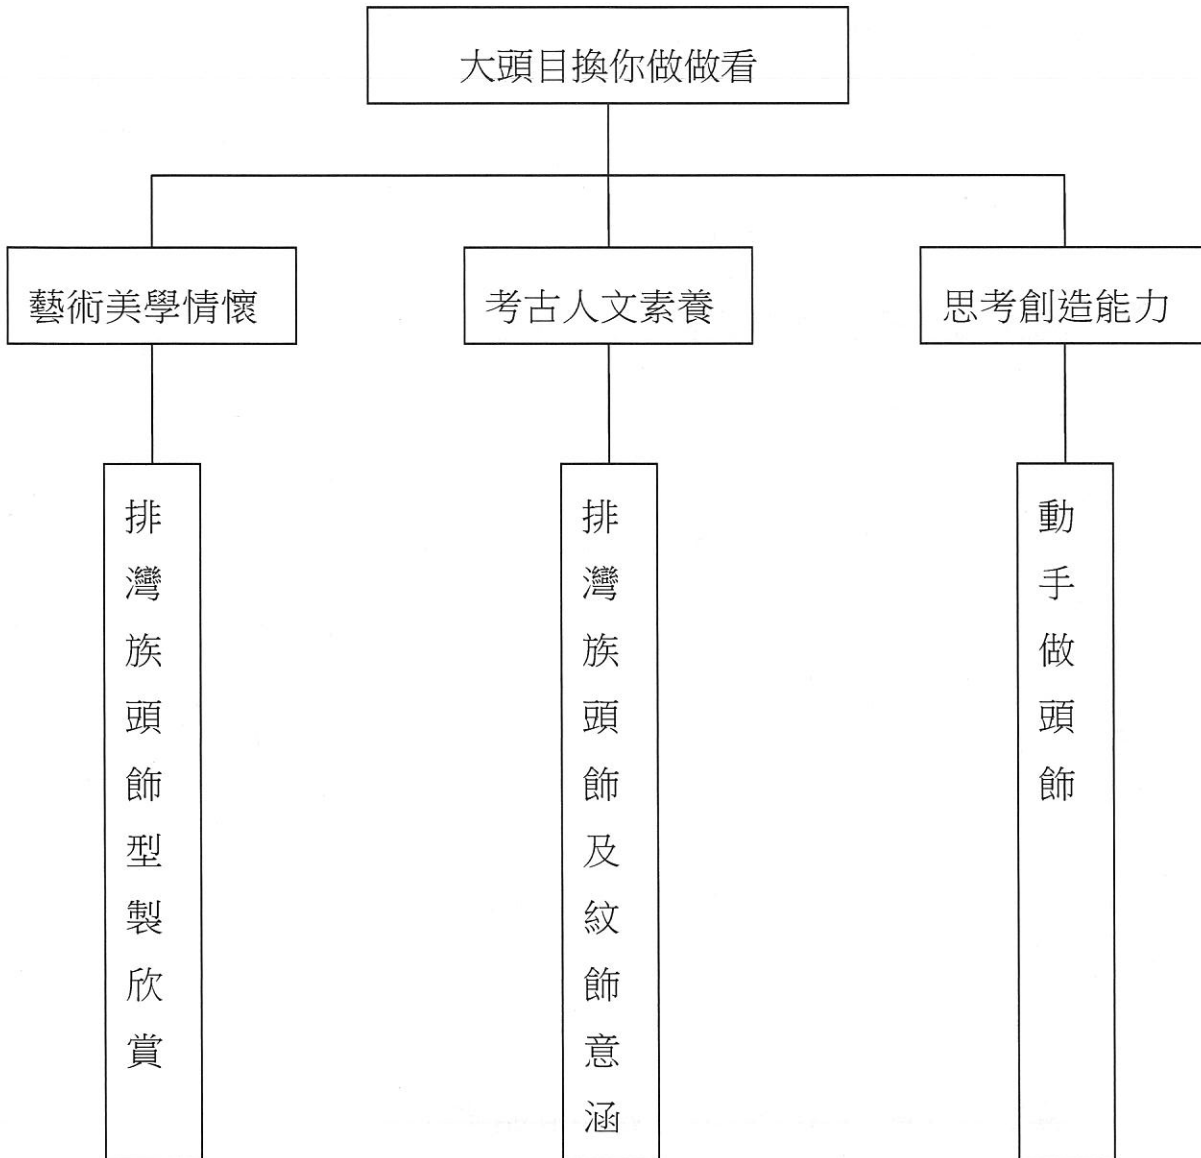 大頭目換你做做看
藝術美學情懷
考古人文素養
思考創造能力
排灣族頭飾型製欣賞
排灣族頭飾及紋飾意涵
動手做頭飾